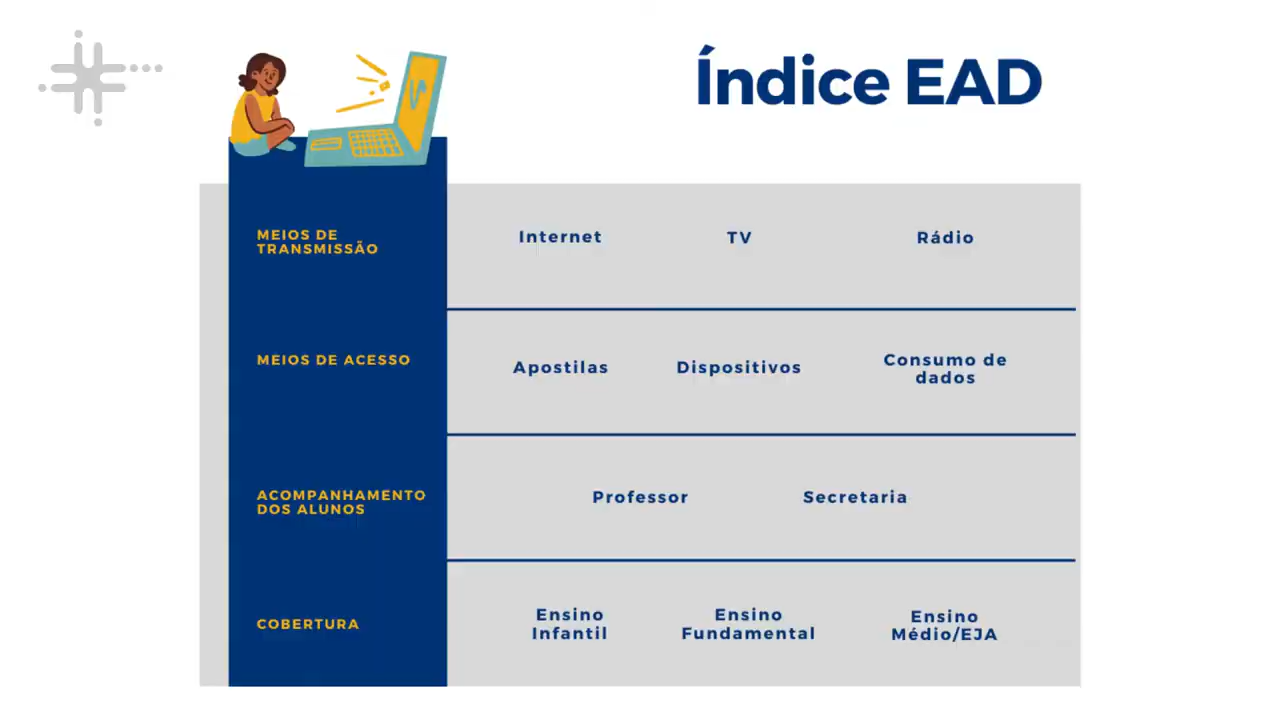 Índice EAD
MEIOS DE
TRANSMISSÃO
Internet
TV
Rádio
MEIOS DE ACESSO
Apostilas
Dispositivos
Consumo de
dados
ACOMPANHAMENTO
DOS ALUNOS
Professor
Secretaria
COBERTURA
Ensino
Infantil
Ensino
Fundamental
Ensino
Médio/EJA